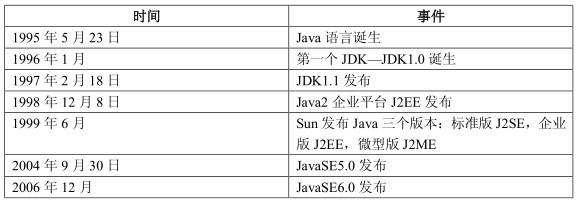 时间 事件
1995 年 5 月 23 日 Java 语言诞生
1996 年 1 月 第一个 JDK—JDK1.0 诞生
1997 年 2 月 18 日 JDK1.1 发布
1998 年 12 月 8 日 Java2 企业平台 J2EE 发布
1999 年 6 月 Sun 发布 Java 三个版本：标准版 J2SE，企业
版 J2EE，微型版 J2ME
2004 年 9 月 30 日 JavaSE5.0 发布
2006 年 12 月 JavaSE6.0 发布